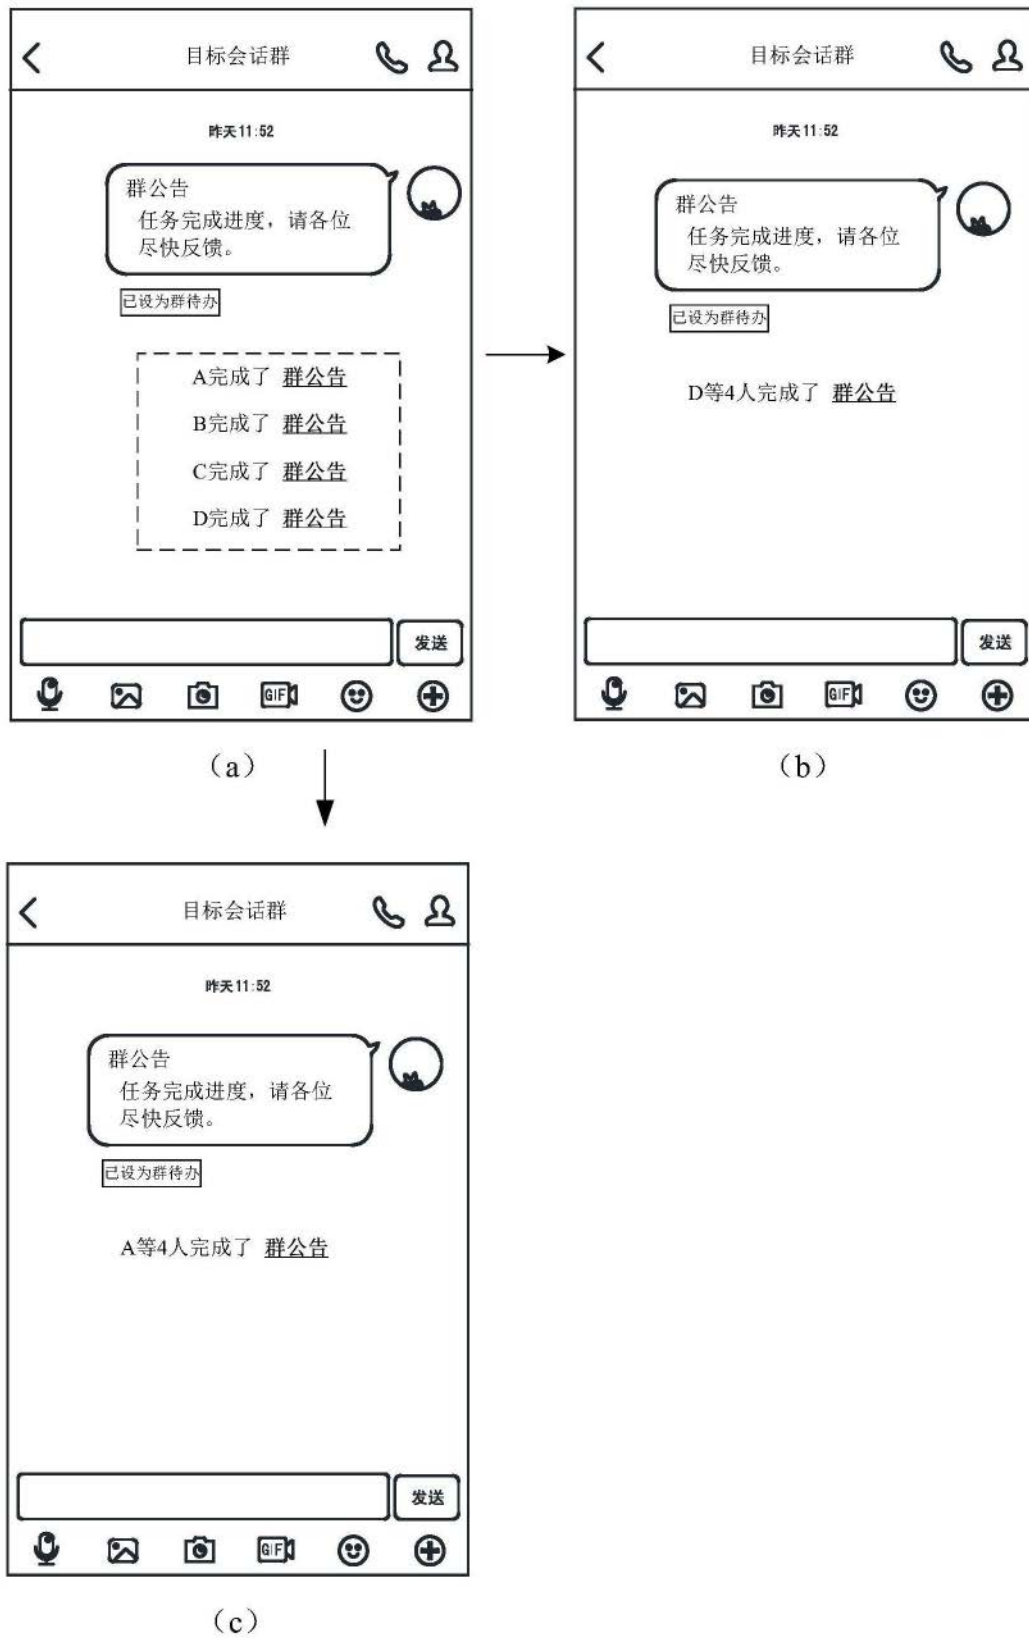 目标会话群
昨天11:52
群公告
任务完成进度，请各位
尽快反馈。
已设为群待办
A完成了 群公告
B完成了 群公告
C完成了 群公告
D完成了 群公告
发送
GIF
（a）
目标会话群
昨天11:52
群公告
任务完成进度，请各位
尽快反馈。
已设为群待办
D等4人完成了 群公告
发送
GIF
（b）
目标会话群
昨天11:52
群公告
任务完成进度，请各位
尽快反馈。
已设为群待办
A等4人完成了 群公告
发送
GIF
（c）